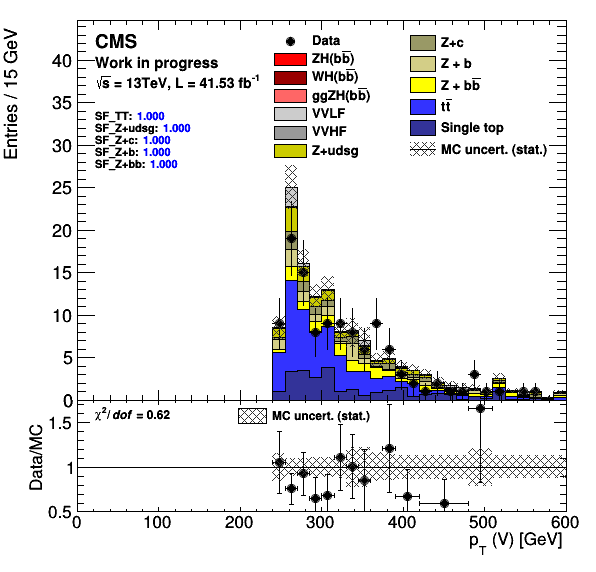 CMS
Work in progress
√s = 13TeV, L = 41.53 fb⁻¹
SF_TT: 1.000
SF_Z+udsg: 1.000
SF_Z+c: 1.000
SF_Z+b: 1.000
SF_Z+bb: 1.000
Data
ZH(bb̅)
WH(bb̅)
ggZH(bb̅)
VVLF
VVHF
Z+udsg
Z+c
Z + b
Z + bb̅
tt̅
Single top
MC uncert. (stat.)
Entries / 15 GeV
40
35
30
25
20
15
10
5
0
χ²/dof = 0.62
MC uncert. (stat.)
Data/MC
1.5
1
0.5
0 100 200 300 400 500 600
p_T (V) [GeV]